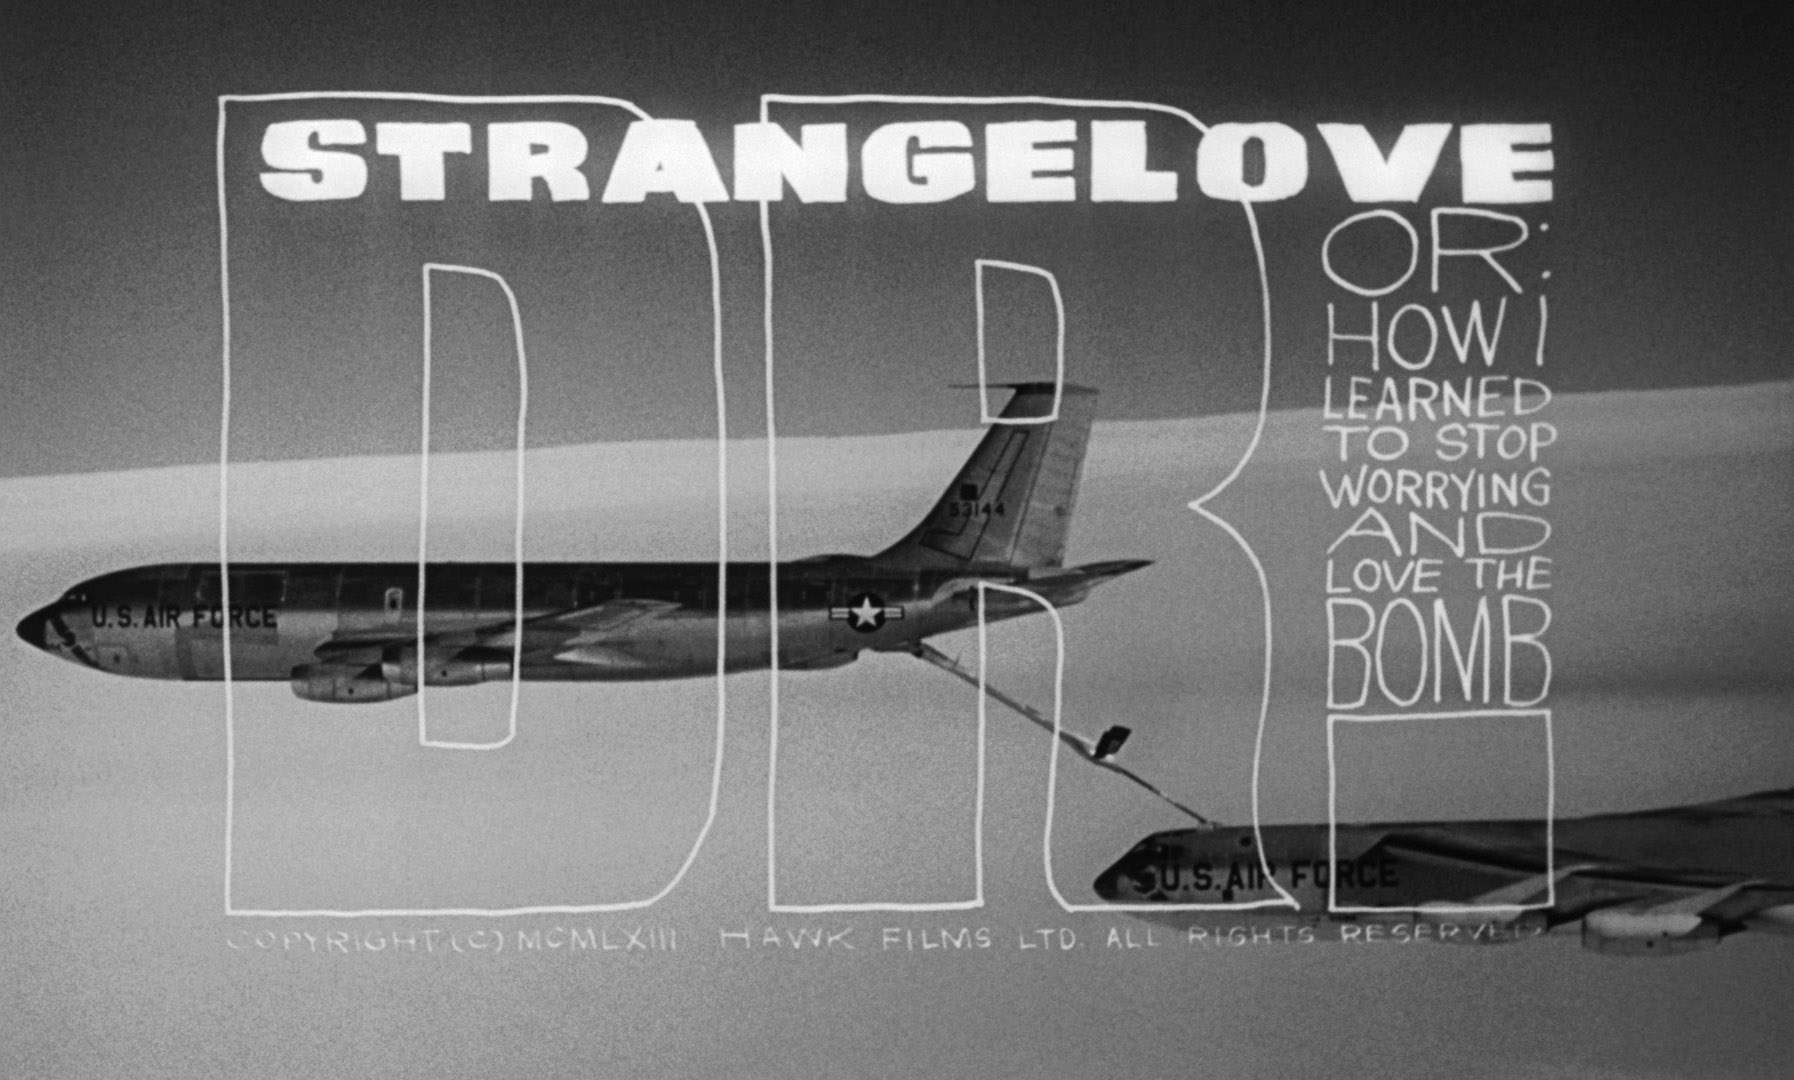 DR.
STRANGELOVE
OR:
HOW I
LEARNED
TO STOP
WORRYING
AND
LOVE THE
BOMB
53144
U.S. AIR FORCE
U.S. AIR FORCE
COPYRIGHT (C) MCMLXIII HAWK FILMS LTD. ALL RIGHTS RESERVED